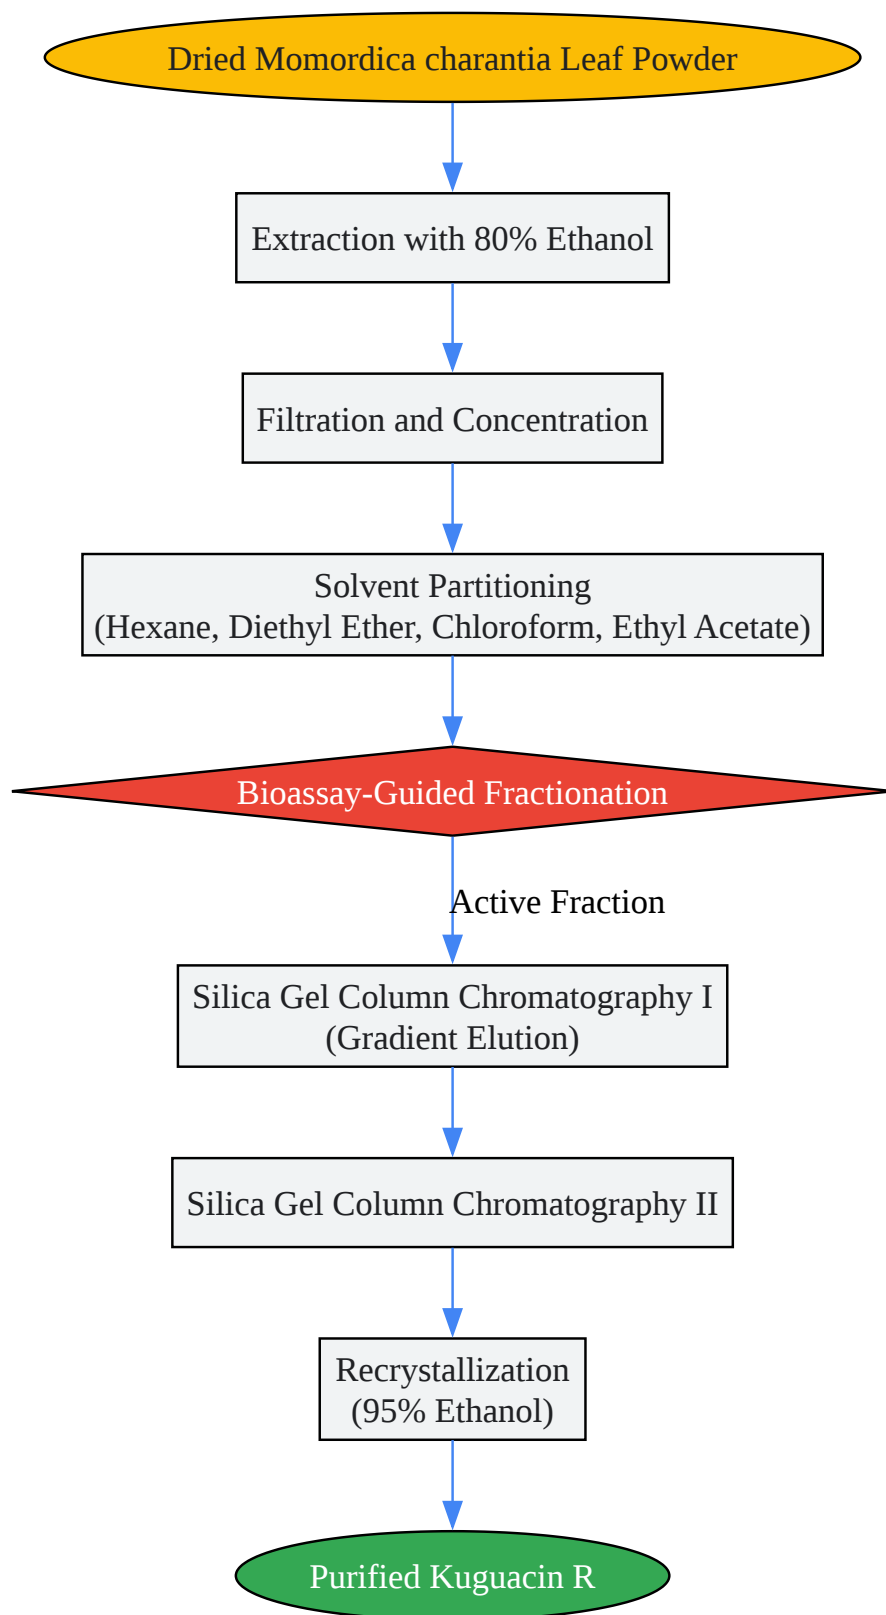 Dried Momordica charantia Leaf Powder
Extraction with 80% Ethanol
Filtration and Concentration
Solvent Partitioning
(Hexane, Diethyl Ether, Chloroform, Ethyl Acetate)
Bioassay-Guided Fractionation
Active Fraction
Silica Gel Column Chromatography I
(Gradient Elution)
Silica Gel Column Chromatography II
Recrystallization
(95% Ethanol)
Purified Kuguacin R